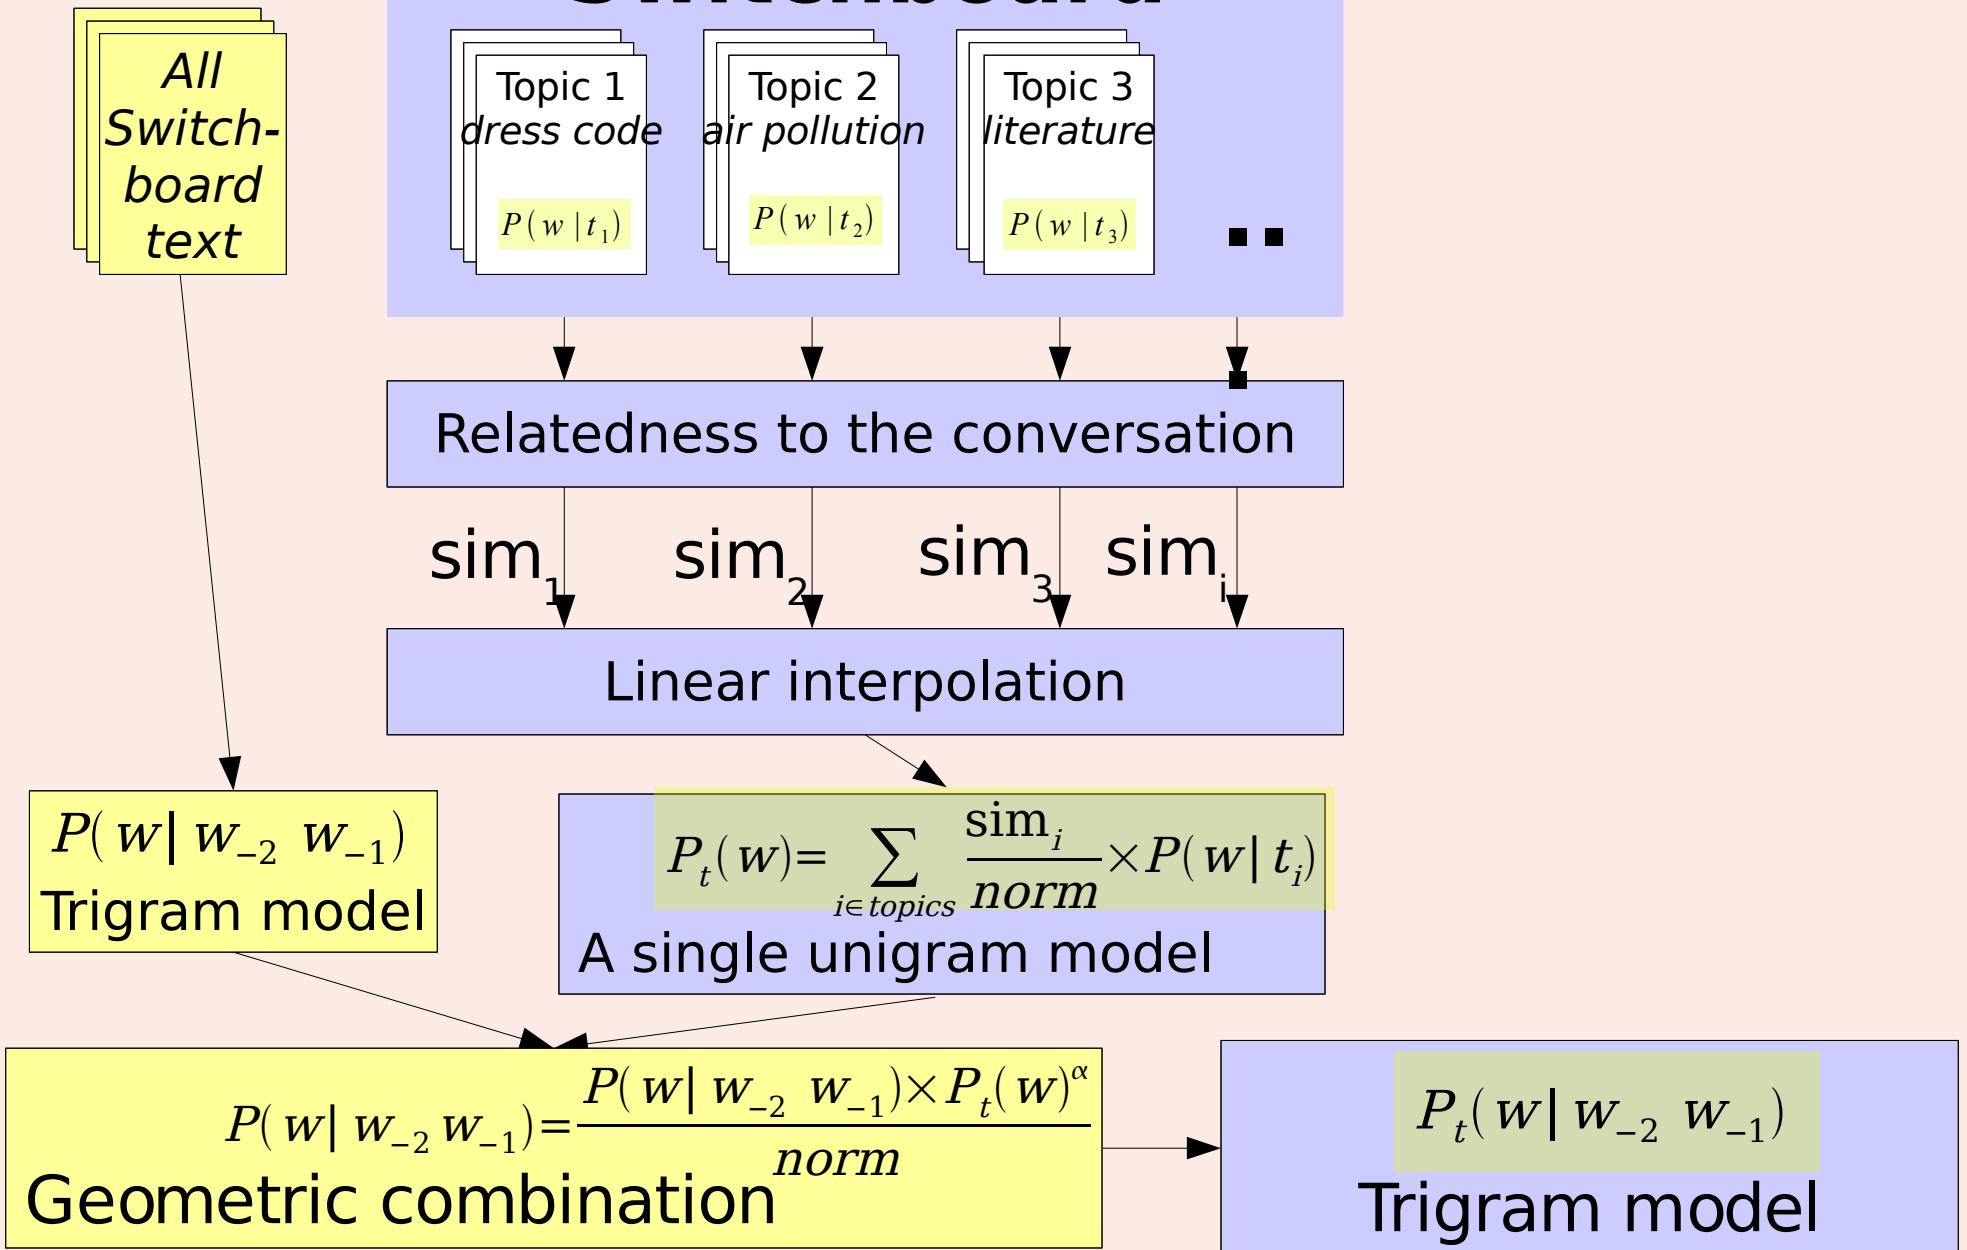 Switchboard
All
Switch-
board
text
Topic 1
dress code
P(w|t₁)
Topic 2
air pollution
P(w|t₂)
Topic 3
literature
P(w|t₃)
Relatedness to the conversation
sim₁ sim₂ sim₃ simᵢ
Linear interpolation
P(w|w₋₂ w₋₁)
Trigram model
Pₜ(w)=∑_{i∈topics} simᵢ/norm×P(w|tᵢ)
A single unigram model
P(w|w₋₂ w₋₁)=P(w|w₋₂ w₋₁)×Pₜ(w)^α/norm
Geometric combination
Pₜ(w|w₋₂ w₋₁)
Trigram model